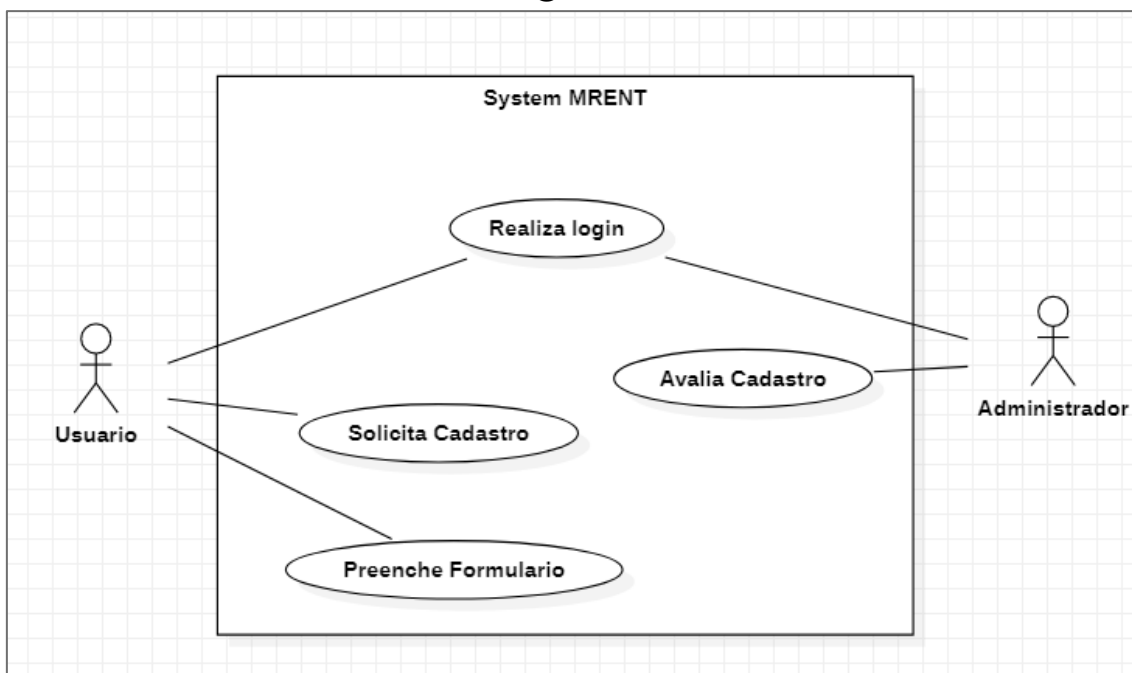 System MRENT
Realiza login
Avalia Cadastro
Administrador
Usuario
Solicita Cadastro
Preenche Formulario